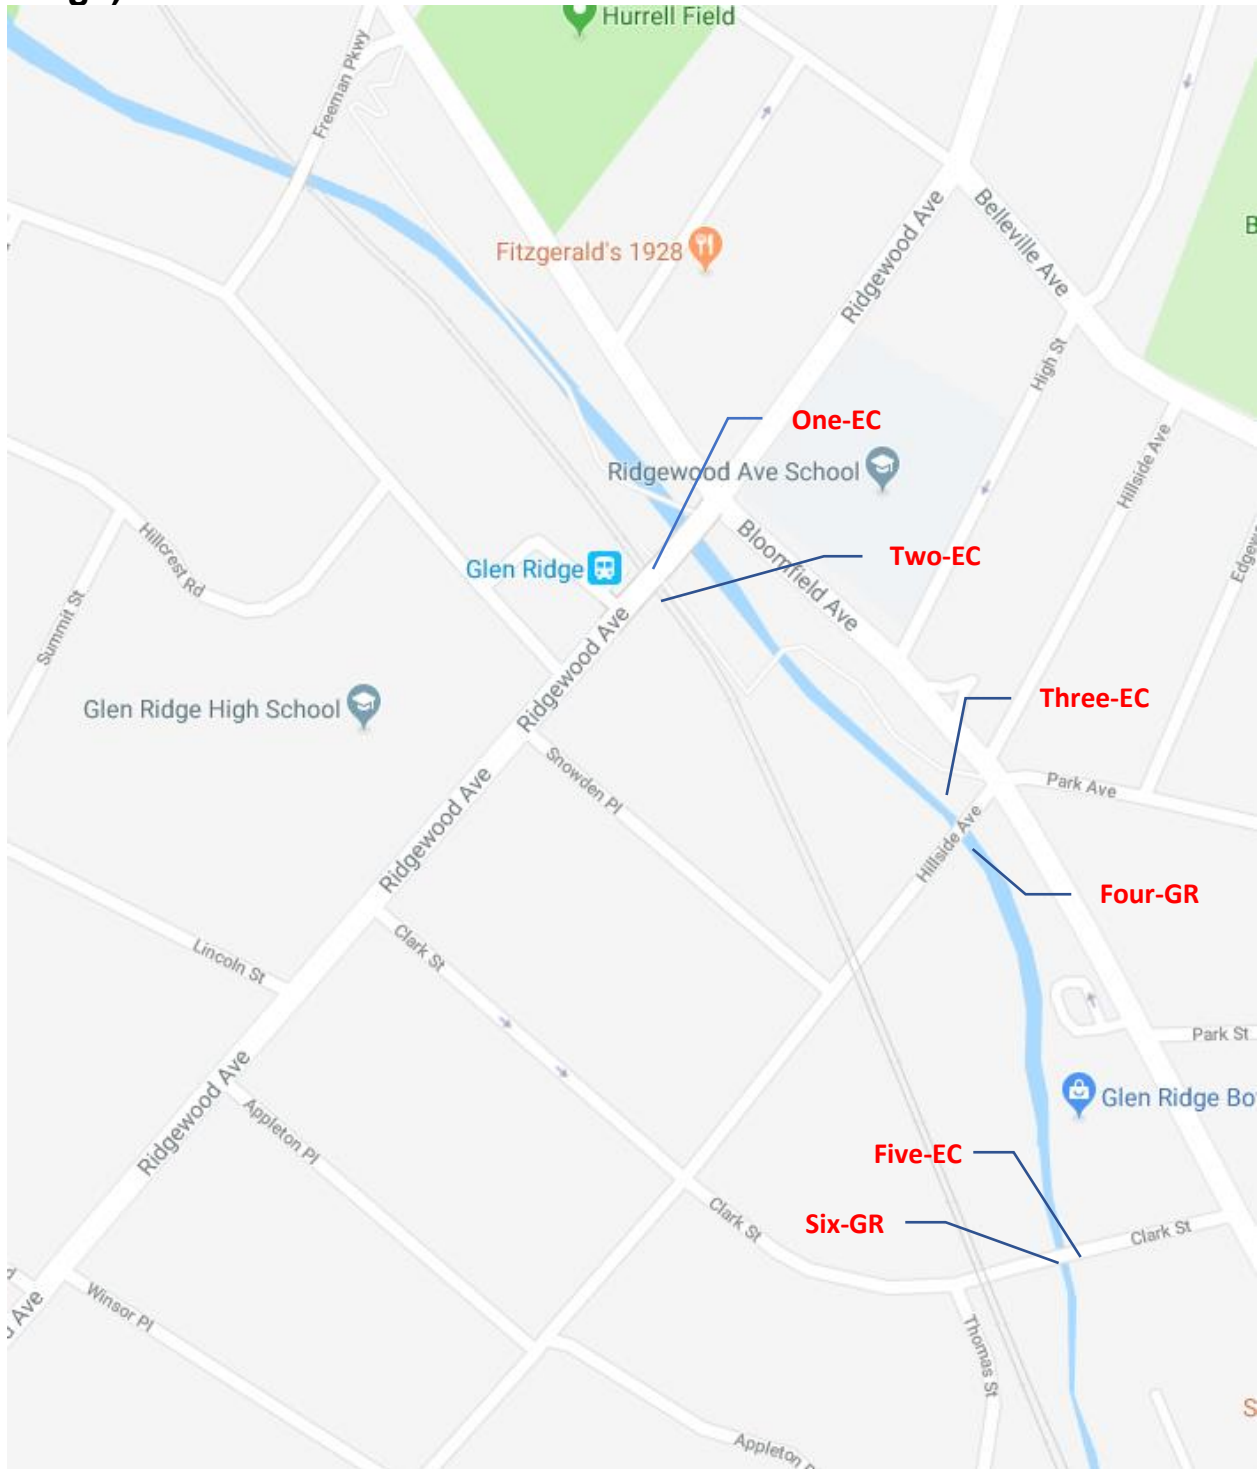 Hurrell Field
Freeman Pkwy
Fitzgerald's 1928
Ridgewood Ave
Belleville Ave
B
High St
One-EC
Hillside Ave
Ridgewood Ave School
Bloomfield Ave
Two-EC
Hillcrest Rd
Glen Ridge
Summit St
Ridgewood Ave
Glen Ridge High School
Three-EC
Snowden Pl
Park Ave
Ridgewood Ave
Hillside Ave
Four-GR
Lincoln St
Clark St
Park St
Ridgewood Ave
Glen Ridge Bo
Appleton Pl
Five-EC
Clark St
Six-GR
Clark St
Winsor Pl
Ave
Thomas St
S
Appleton